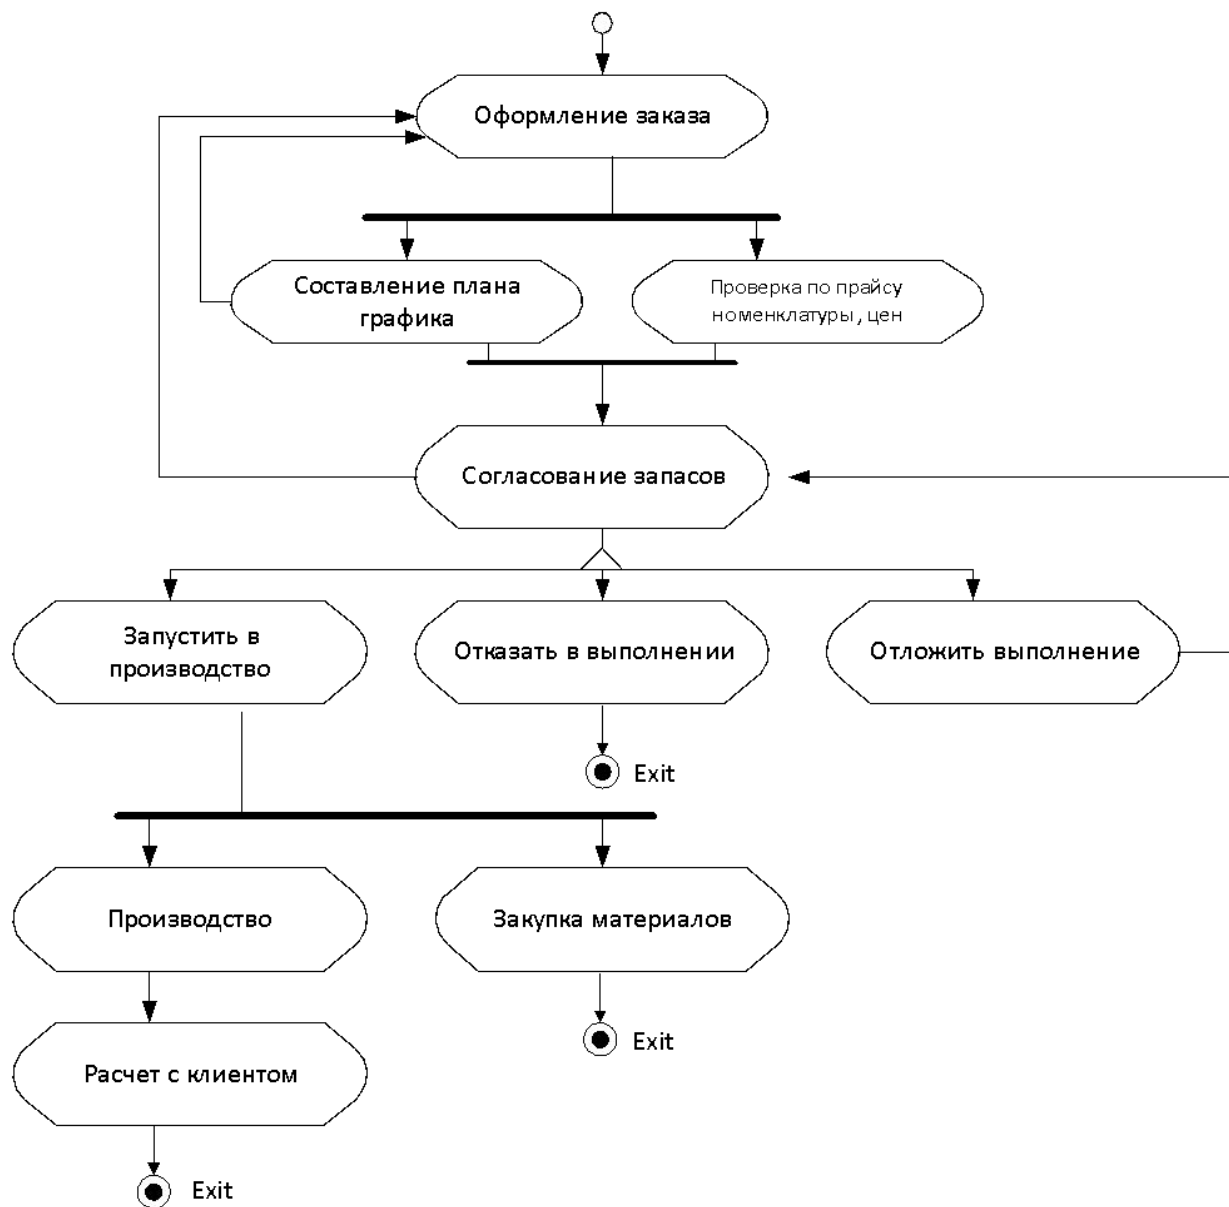 Оформление заказа
Составление плана
графика
Проверка по прайсу
номенклатуры, цен
Согласование запасов
Запустить в
производство
Отказать в выполнении
Отложить выполнение
Exit
Производство
Закупка материалов
Exit
Расчет с клиентом
Exit